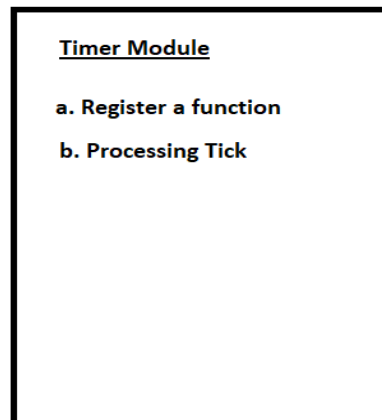 Timer Module
a. Register a function
b. Processing Tick